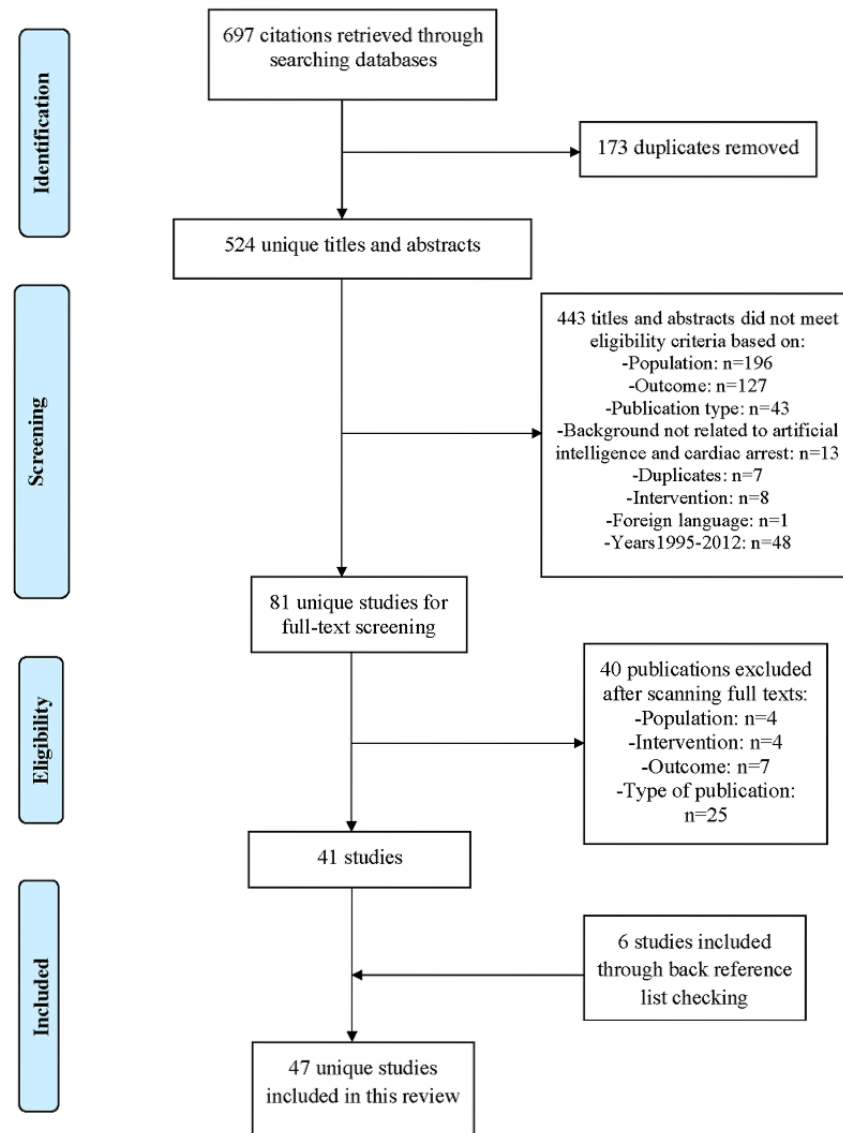 Identification
697 citations retrieved through
searching databases
173 duplicates removed
524 unique titles and abstracts
Screening
443 titles and abstracts did not meet
eligibility criteria based on:
-Population: n=196
-Outcome: n=127
-Publication type: n=43
-Background not related to artificial
intelligence and cardiac arrest: n=13
-Duplicates: n=7
-Intervention: n=8
-Foreign language: n=1
-Years1995-2012: n=48
81 unique studies for
full-text screening
Eligibility
40 publications excluded
after scanning full texts:
-Population: n=4
-Intervention: n=4
-Outcome: n=7
-Type of publication:
n=25
41 studies
Included
6 studies included
through back reference
list checking
47 unique studies
included in this review